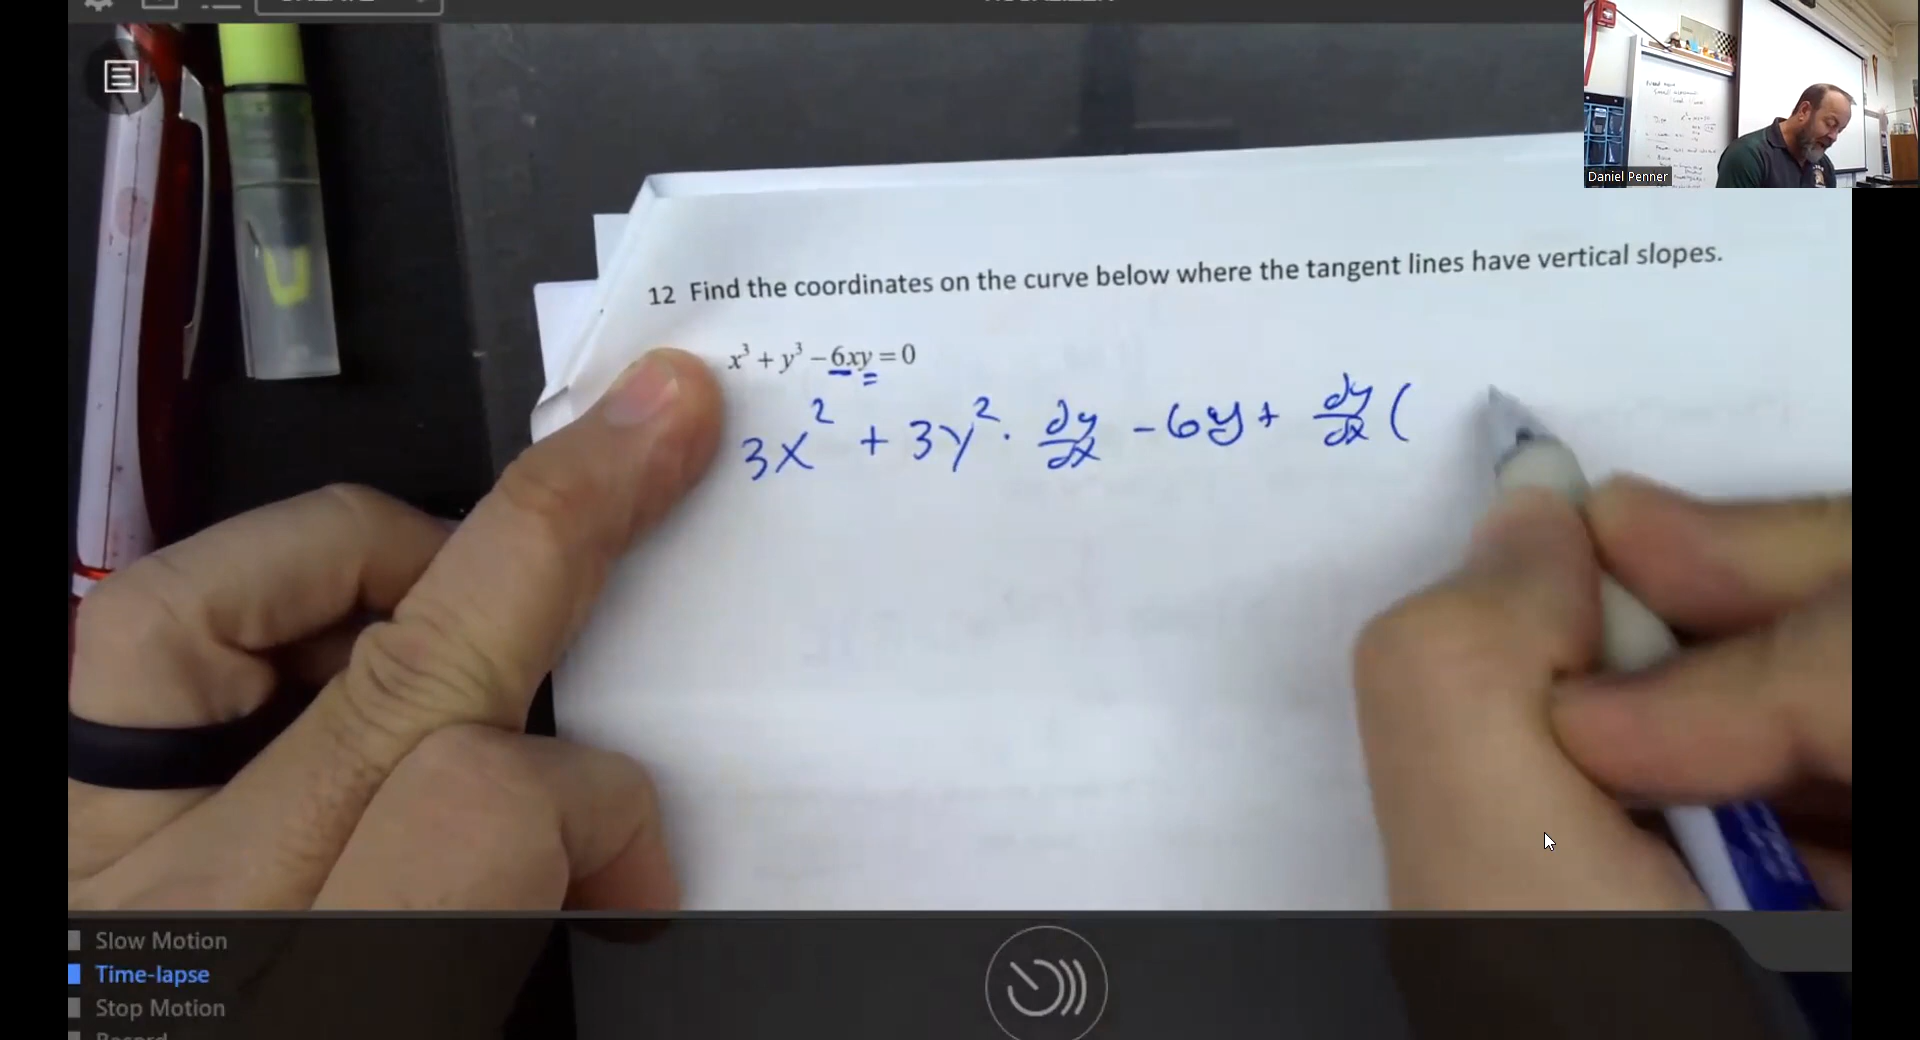 Daniel Penner
12 Find the coordinates on the curve below where the tangent lines have vertical slopes.
x³ + y³ – 6xy = 0
3x² + 3y² · dy/dx - 6y + dy/dx (
Slow Motion
Time-lapse
Stop Motion